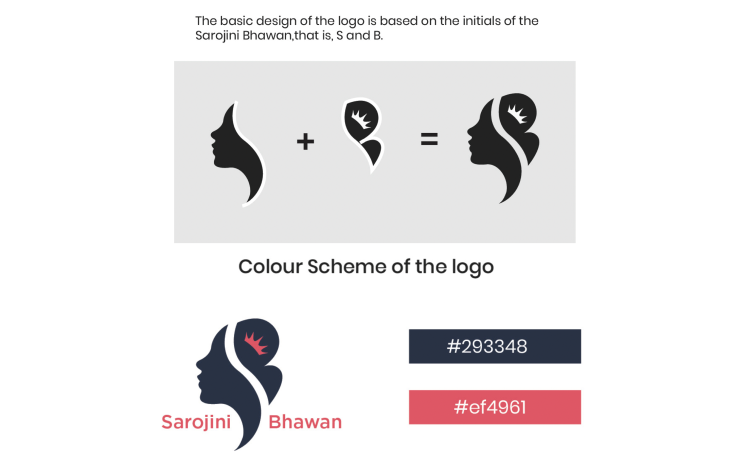 The basic design of the logo is based on the initials of the
Sarojini Bhawan,that is, S and B.
+ =
Colour Scheme of the logo
#293348
#ef4961
Sarojini Bhawan